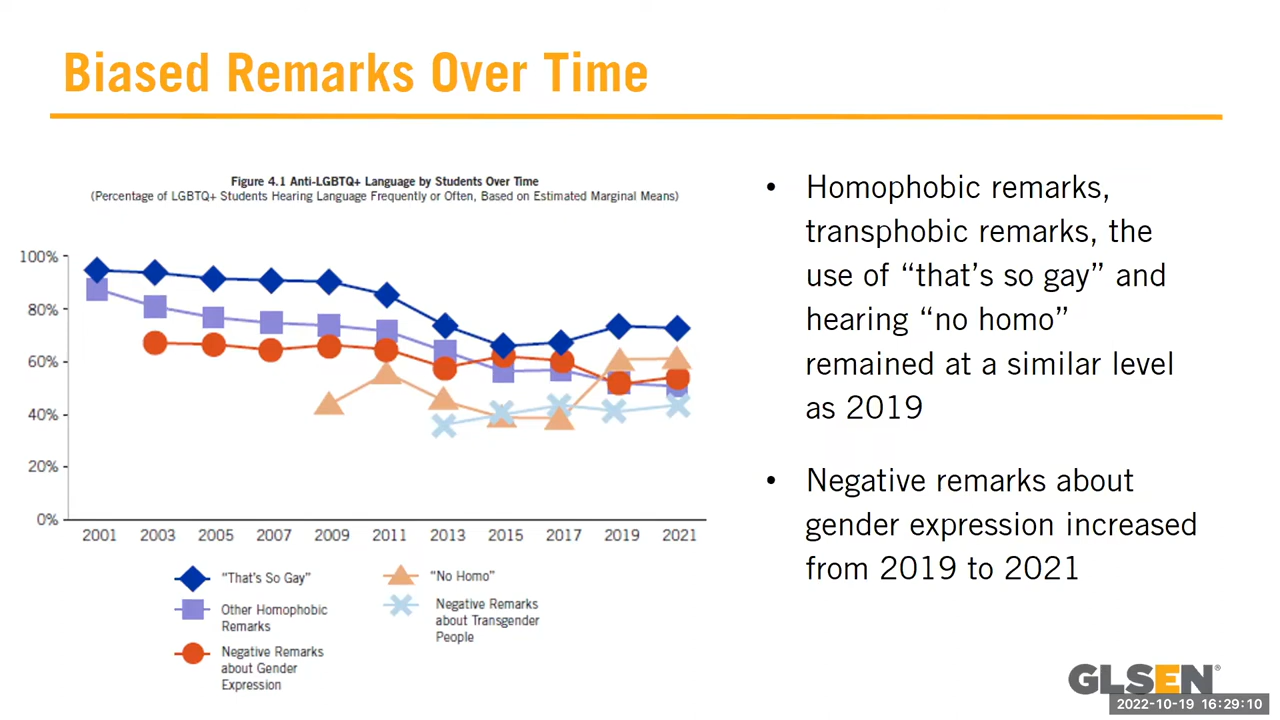 Biased Remarks Over Time
Figure 4.1 Anti-LGBTQ+ Language by Students Over Time
(Percentage of LGBTQ+ Students Hearing Language Frequently or Often, Based on Estimated Marginal Means)
100%
80%
60%
40%
20%
0%
2001 2003 2005 2007 2009 2011 2013 2015 2017 2019 2021
"That's So Gay"
Other Homophobic
Remarks
Negative Remarks
about Gender
Expression
"No Homo"
Negative Remarks
about Transgender
People
• Homophobic remarks,
transphobic remarks, the
use of “that’s so gay” and
hearing “no homo”
remained at a similar level
as 2019
• Negative remarks about
gender expression increased
from 2019 to 2021
GLSEN®
2022-10-19 16:29:10